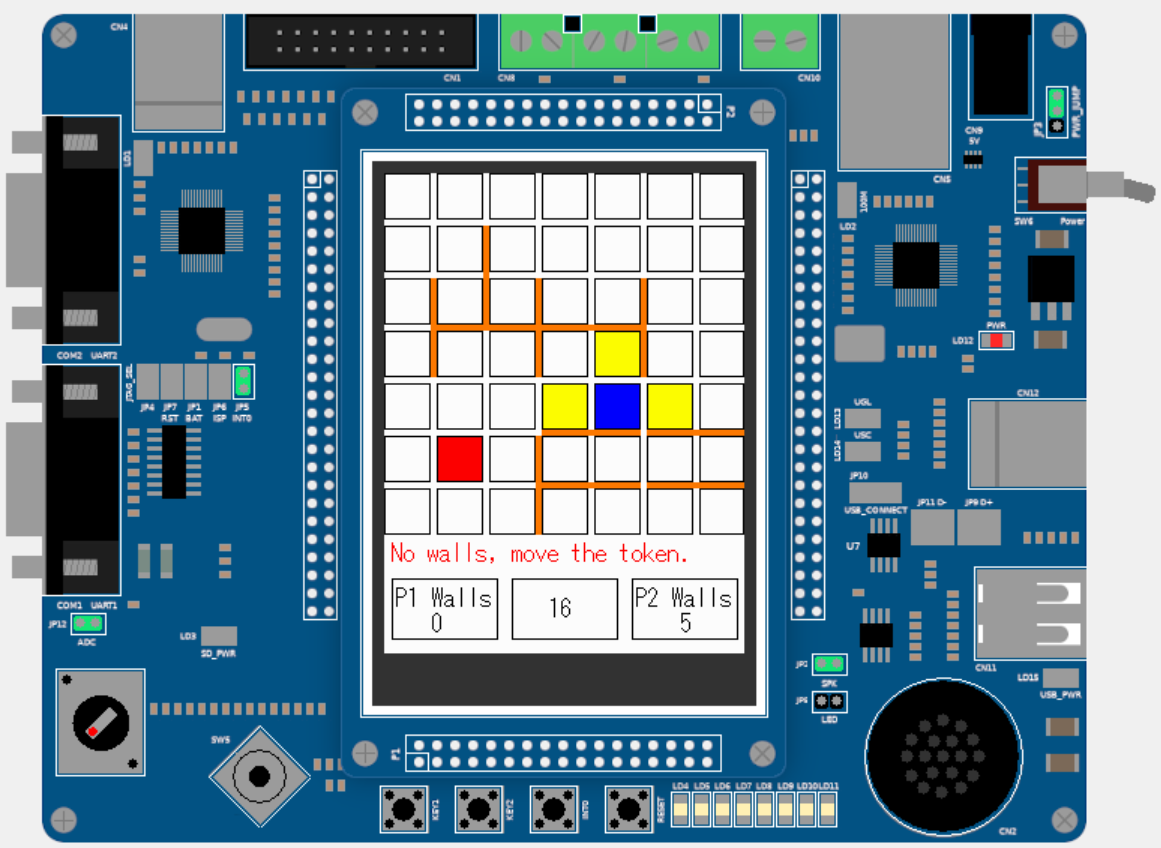 CN4
CN1
CN8
CN10
P2
JP3
PWR_JUMP
CN9
5V
LD1
CN5
100M
LD2
SW6
Power
PWR
LD12
COM2
UART2
JTAG_SEL
JP4
JP7
JP1
JP6
JP5
RST
BAT
ISP
INT0
CN12
UGL
LD13
USC
LD14
JP10
USB_CONNECT
JP11 D-
JP9 D+
U7
No walls, move the token.
P1 Walls
0
16
P2 Walls
5
COM1
UART1
JP12
ADC
LD3
SD_PWR
JP2
SPK
CN11
LD15
USB_PWR
LED
SW5
P1
KEY1
KEY2
INT0
RESET
LD4
LD5
LD6
LD7
LD8
LD9
LD10
LD11
CN2